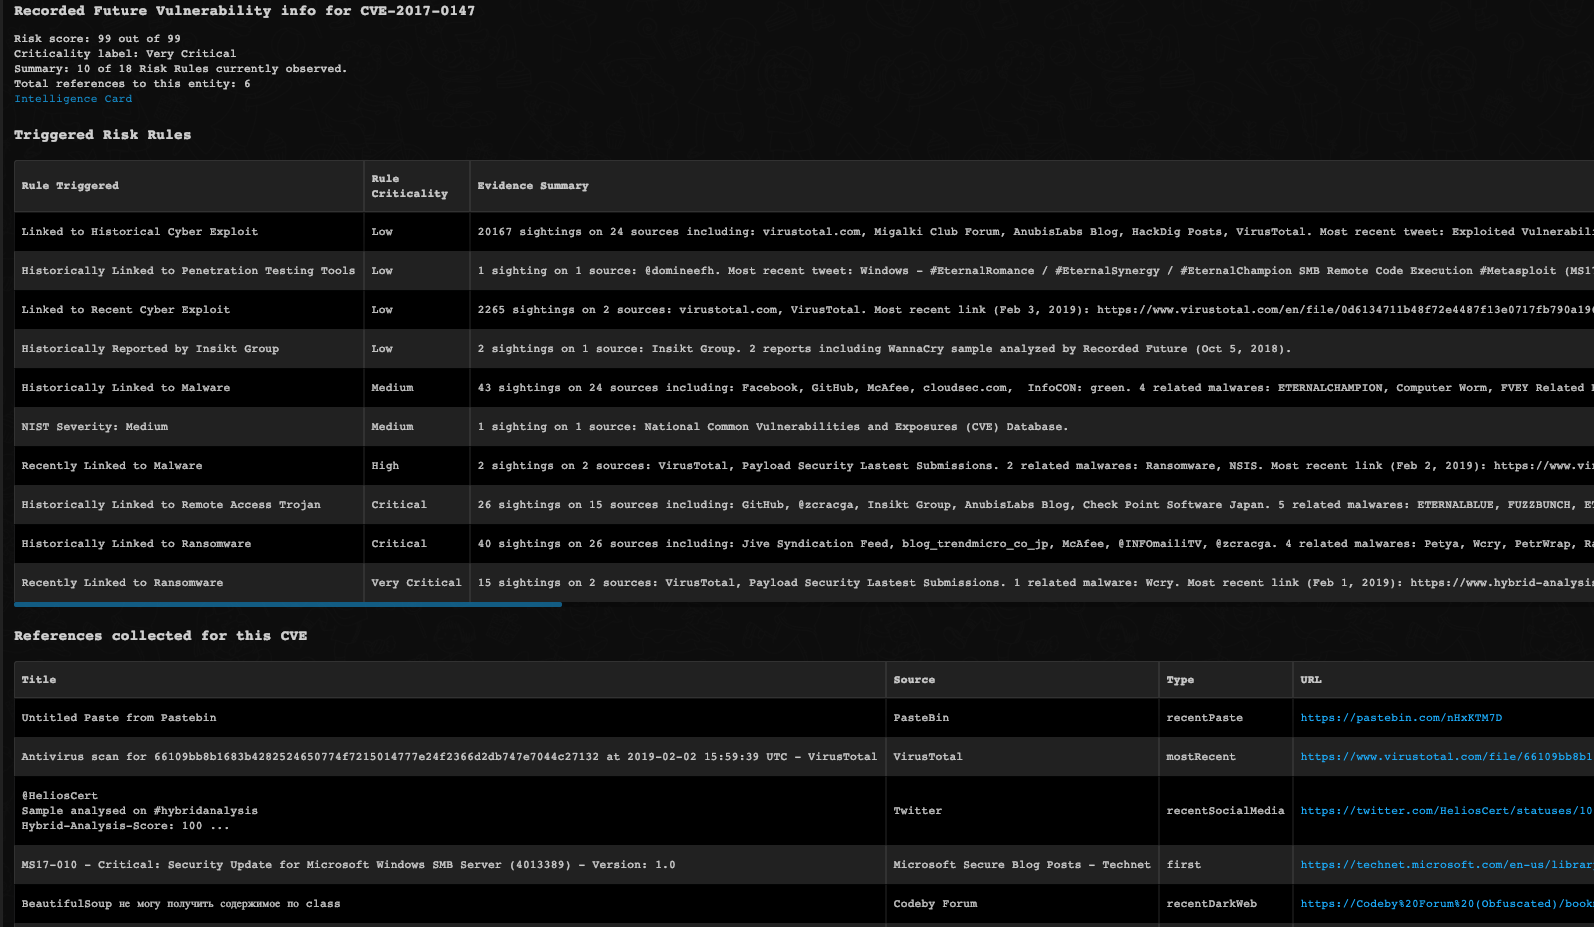 Recorded Future Vulnerability info for CVE-2017-0147
Risk score: 99 out of 99
Criticality label: Very Critical
Summary: 10 of 18 Risk Rules currently observed.
Total references to this entity: 6
Intelligence Card
Triggered Risk Rules
Rule Triggered
Rule
Criticality
Evidence Summary
Linked to Historical Cyber Exploit
Low
20167 sightings on 24 sources including: virustotal.com, Migalki Club Forum, AnubisLabs Blog, HackDig Posts, VirusTotal. Most recent tweet: Exploited Vulnerabili
Historically Linked to Penetration Testing Tools
Low
1 sighting on 1 source: @domineefh. Most recent tweet: Windows - #EternalRomance / #EternalSynergy / #EternalChampion SMB Remote Code Execution #Metasploit (MS17
Linked to Recent Cyber Exploit
Low
2265 sightings on 2 sources: virustotal.com, VirusTotal. Most recent link (Feb 3, 2019): https://www.virustotal.com/en/file/0d6134711b48f72e4487f13e0717fb790a196
Historically Reported by Insikt Group
Low
2 sightings on 1 source: Insikt Group. 2 reports including WannaCry sample analyzed by Recorded Future (Oct 5, 2018).
Historically Linked to Malware
Medium
43 sightings on 24 sources including: Facebook, GitHub, McAfee, cloudsec.com,  InfoCON: green. 4 related malwares: ETERNALCHAMPION, Computer Worm, FVEY Related
NIST Severity: Medium
Medium
1 sighting on 1 source: National Common Vulnerabilities and Exposures (CVE) Database.
Recently Linked to Malware
High
2 sightings on 2 sources: VirusTotal, Payload Security Lastest Submissions. 2 related malwares: Ransomware, NSIS. Most recent link (Feb 2, 2019): https://www.vi
Historically Linked to Remote Access Trojan
Critical
26 sightings on 15 sources including: GitHub, @zcracga, Insikt Group, AnubisLabs Blog, Check Point Software Japan. 5 related malwares: ETERNALBLUE, FUZZBUNCH,
Historically Linked to Ransomware
Critical
40 sightings on 26 sources including: Jive Syndication Feed, blog_trendmicro_co_jp, McAfee, @INFOmailiTV, @zcracga. 4 related malwares: Petya, Wcry, PetrWrap,
Recently Linked to Ransomware
Very Critical
15 sightings on 2 sources: VirusTotal, Payload Security Lastest Submissions. 1 related malware: Wcry. Most recent link (Feb 1, 2019): https://www.hybrid-analysis
References collected for this CVE
Title
Source
Type
URL
Untitled Paste from Pastebin
PasteBin
recentPaste
https://pastebin.com/nHxKTM7D
Antivirus scan for 66109bb8b1683b4282524650774f7215014777e24f2366d2db747e7044c27132 at 2019-02-02 15:59:39 UTC - VirusTotal
VirusTotal
mostRecent
https://www.virustotal.com/file/66109bb8b1
@HeliosCert
Sample analysed on #hybridanalysis
Hybrid-Analysis-Score: 100 ...
Twitter
recentSocialMedia
https://twitter.com/HeliosCert/statuses/10
MS17-010 - Critical: Security Update for Microsoft Windows SMB Server (4013389) - Version: 1.0
Microsoft Secure Blog Posts - Technet
first
https://technet.microsoft.com/en-us/librar
BeautifulSoup не могу получить содержимое по class
Codeby Forum
recentDarkWeb
https://Codeby%20Forum%20(Obfuscated)/book